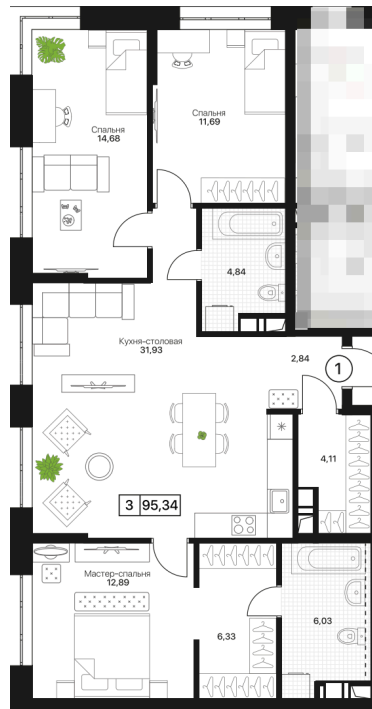 Спальня
14,68
Спальня
11,69
4,84
Кухня-столовая
31,93
2,84
1
4,11
3 95,34
Мастер-спальня
12,89
6,33
6,03